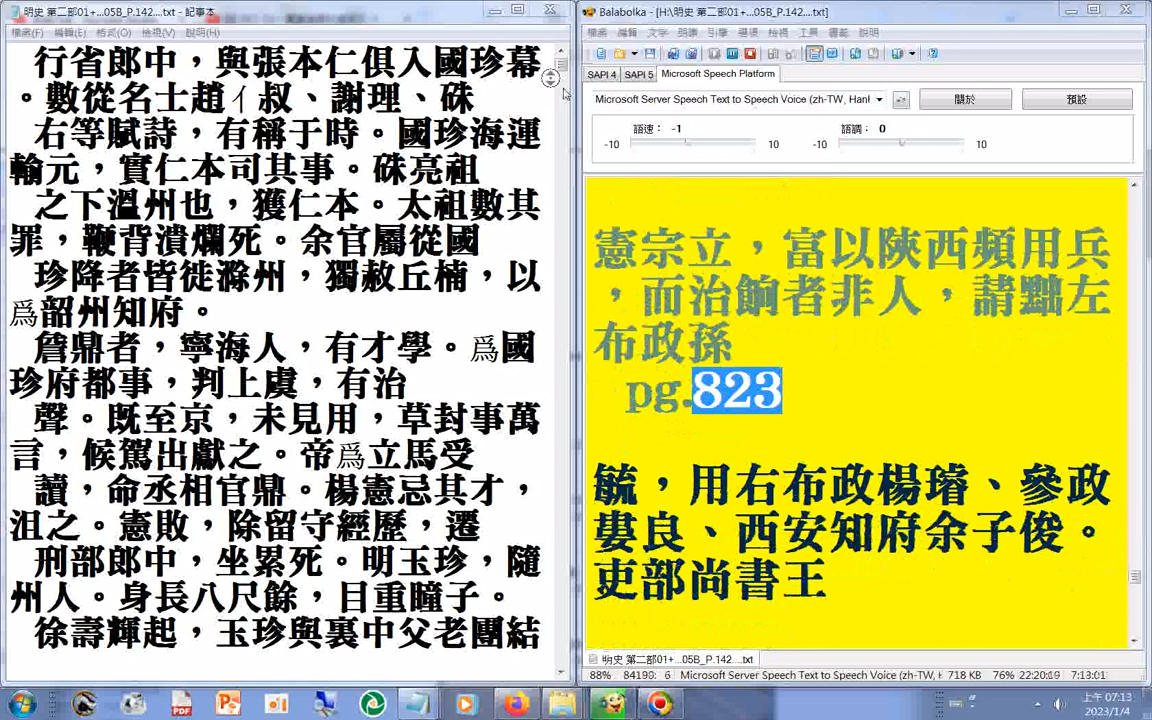 明史 第二部01+...05B_P.142....txt - 記事本
檔案(F) 編輯(E) 格式(O) 檢視(V) 說明(H)
行省郎中，與張本仁俱入國珍幕
。數從名士趙亻叔、謝理、硃
右等賦詩，有稱于時。國珍海運
輸元，實仁本司其事。硃亮祖
之下溫州也，獲仁本。太祖數其
罪，鞭背潰爛死。余官屬從國
珍降者皆徙滁州，獨赦丘楠，以
爲韶州知府。
詹鼎者，寧海人，有才學。爲國
珍府都事，判上虞，有治
聲。既至京，未見用，草封事萬
言，候駕出獻之。帝爲立馬受
讀，命丞相官鼎。楊憲忌其才，
沮之。憲敗，除留守經歷，遷
刑部郎中，坐累死。明玉珍，隨
州人。身長八尺餘，目重瞳子。
徐壽輝起，玉珍與裏中父老團結
Balabolka - [H:\明史 第二部01+...05B_P.142....txt]
檔案 編輯 文字 朗讀 引擎 選項 檢視 工具 書籤 說明
SAPI 4 SAPI 5 Microsoft Speech Platform
Microsoft Server Speech Text to Speech Voice (zh-TW, Hanl
關於 預設
語速： -1 語調： 0
-10 10 -10 10
憲宗立，富以陝西頻用兵
，而治餉者非人，請黜左
布政孫
pg.823
毓，用右布政楊璿、參政
婁良、西安知府余子俊。
吏部尚書王
明史 第二部01+...05B_P.142....txt
88% 84193: 6 Microsoft Server Speech Text to Speech Voice (zh-TW, H 718 KB 76% 22:20:19 7:13:01
上午 07:13
2023/1/4